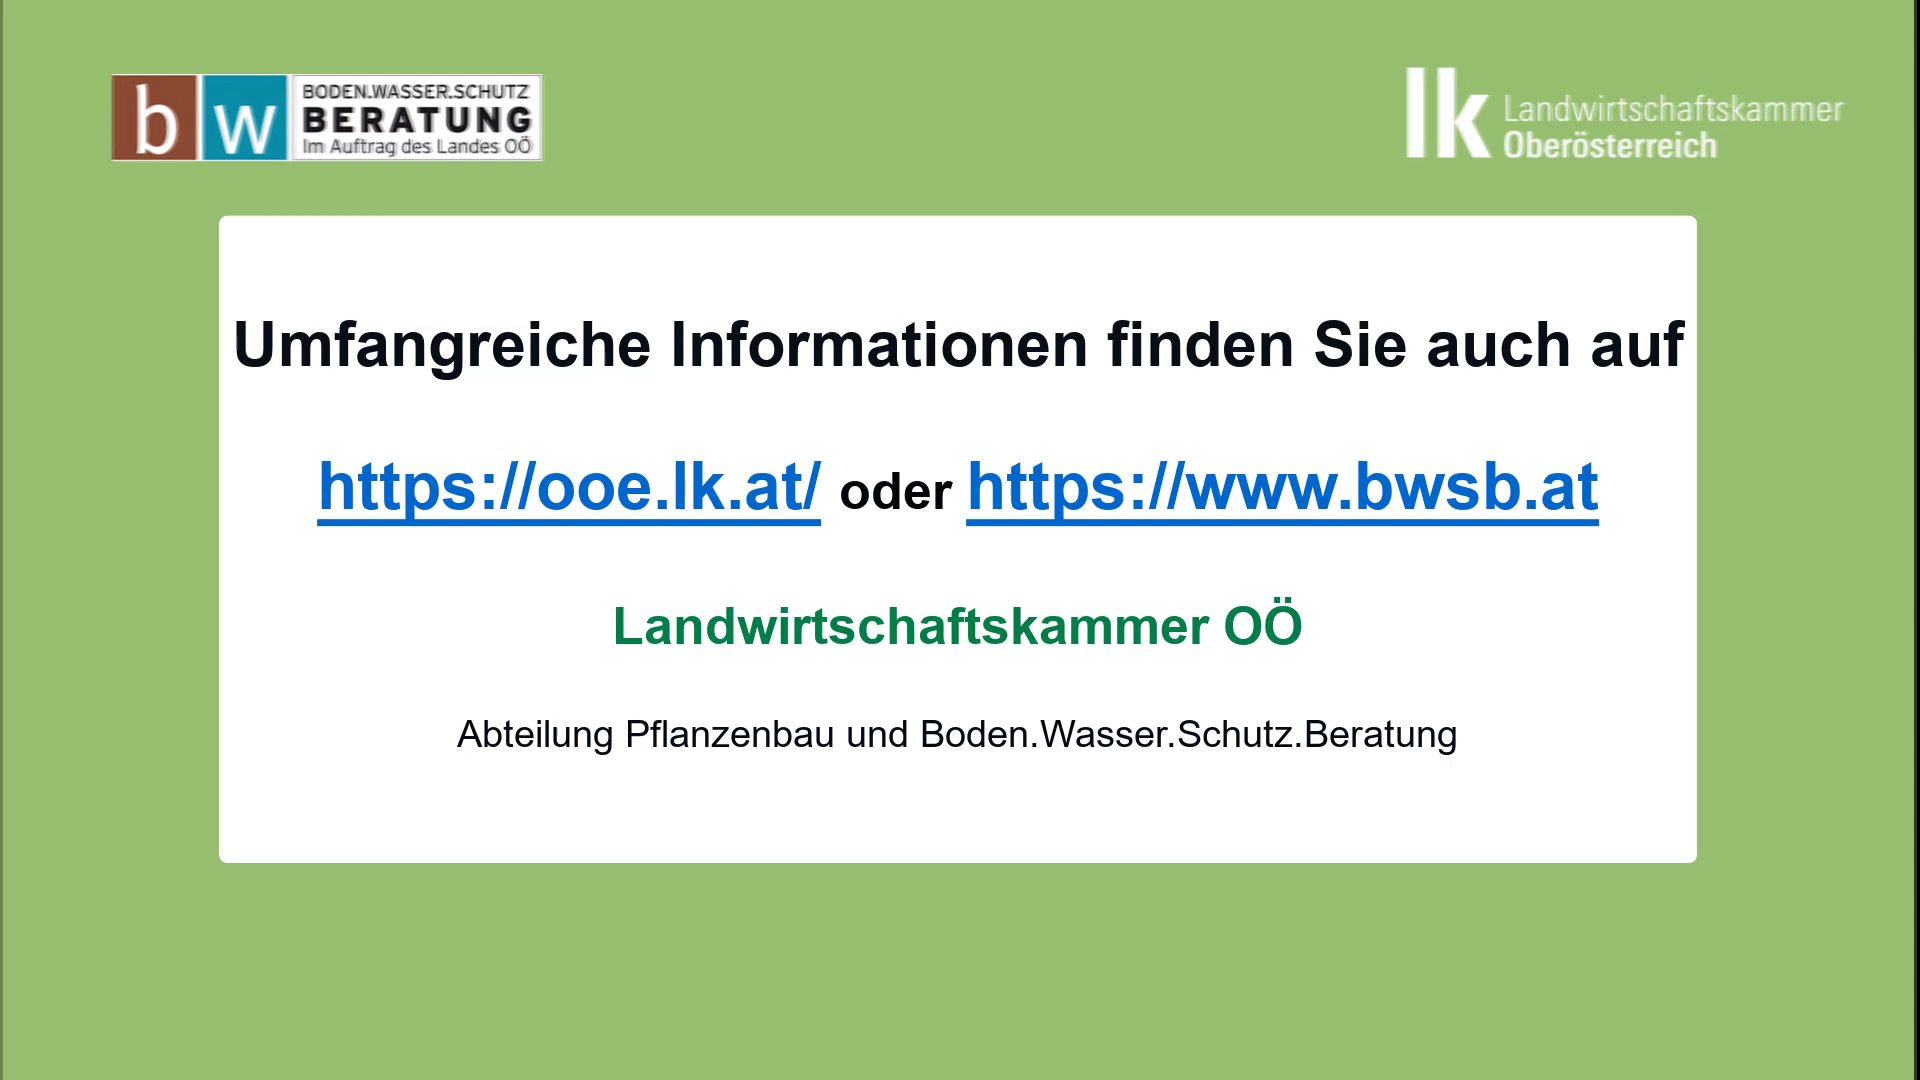 b w BODEN.WASSER.SCHUTZ
BERATUNG
Im Auftrag des Landes OÖ
lk Landwirtschaftskammer
Oberösterreich
Umfangreiche Informationen finden Sie auch auf
https://ooe.lk.at/ oder https://www.bwsb.at
Landwirtschaftskammer OÖ
Abteilung Pflanzenbau und Boden.Wasser.Schutz.Beratung